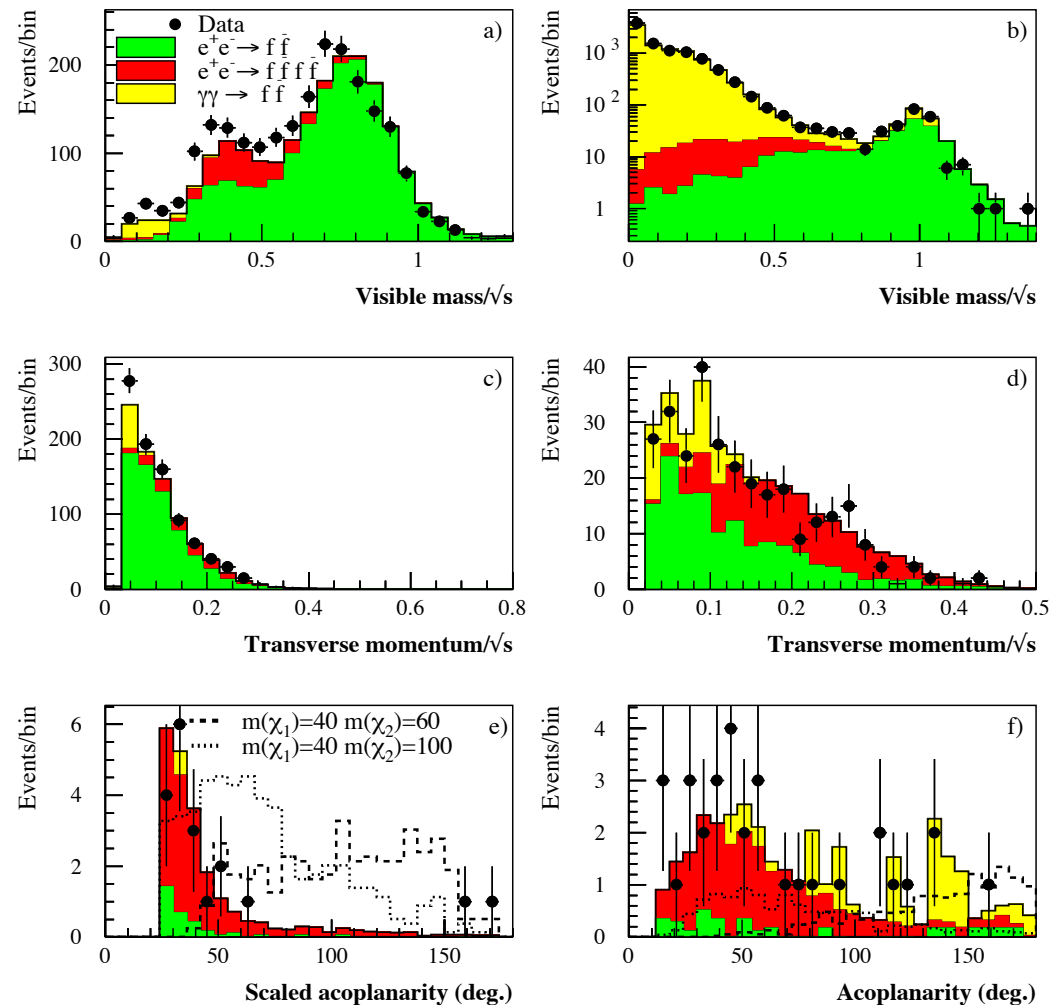 Events/bin
Data
e⁺e⁻→ f f̄
e⁺e⁻→ f f̄ f f̄
γγ → f f̄
a)
0
100
200
0
0.5
1
Visible mass/√s
Events/bin
b)
1
10
10²
10³
0
0.5
1
Visible mass/√s
Events/bin
c)
0
100
200
300
0
0.2
0.4
0.6
0.8
Transverse momentum/√s
Events/bin
d)
0
10
20
30
40
0
0.1
0.2
0.3
0.4
0.5
Transverse momentum/√s
Events/bin
m(χ₁)=40 m(χ₂)=60
m(χ₁)=40 m(χ₂)=100
e)
0
2
4
6
0
50
100
150
Scaled acoplanarity (deg.)
Events/bin
f)
0
1
2
3
4
0
50
100
150
Acoplanarity (deg.)